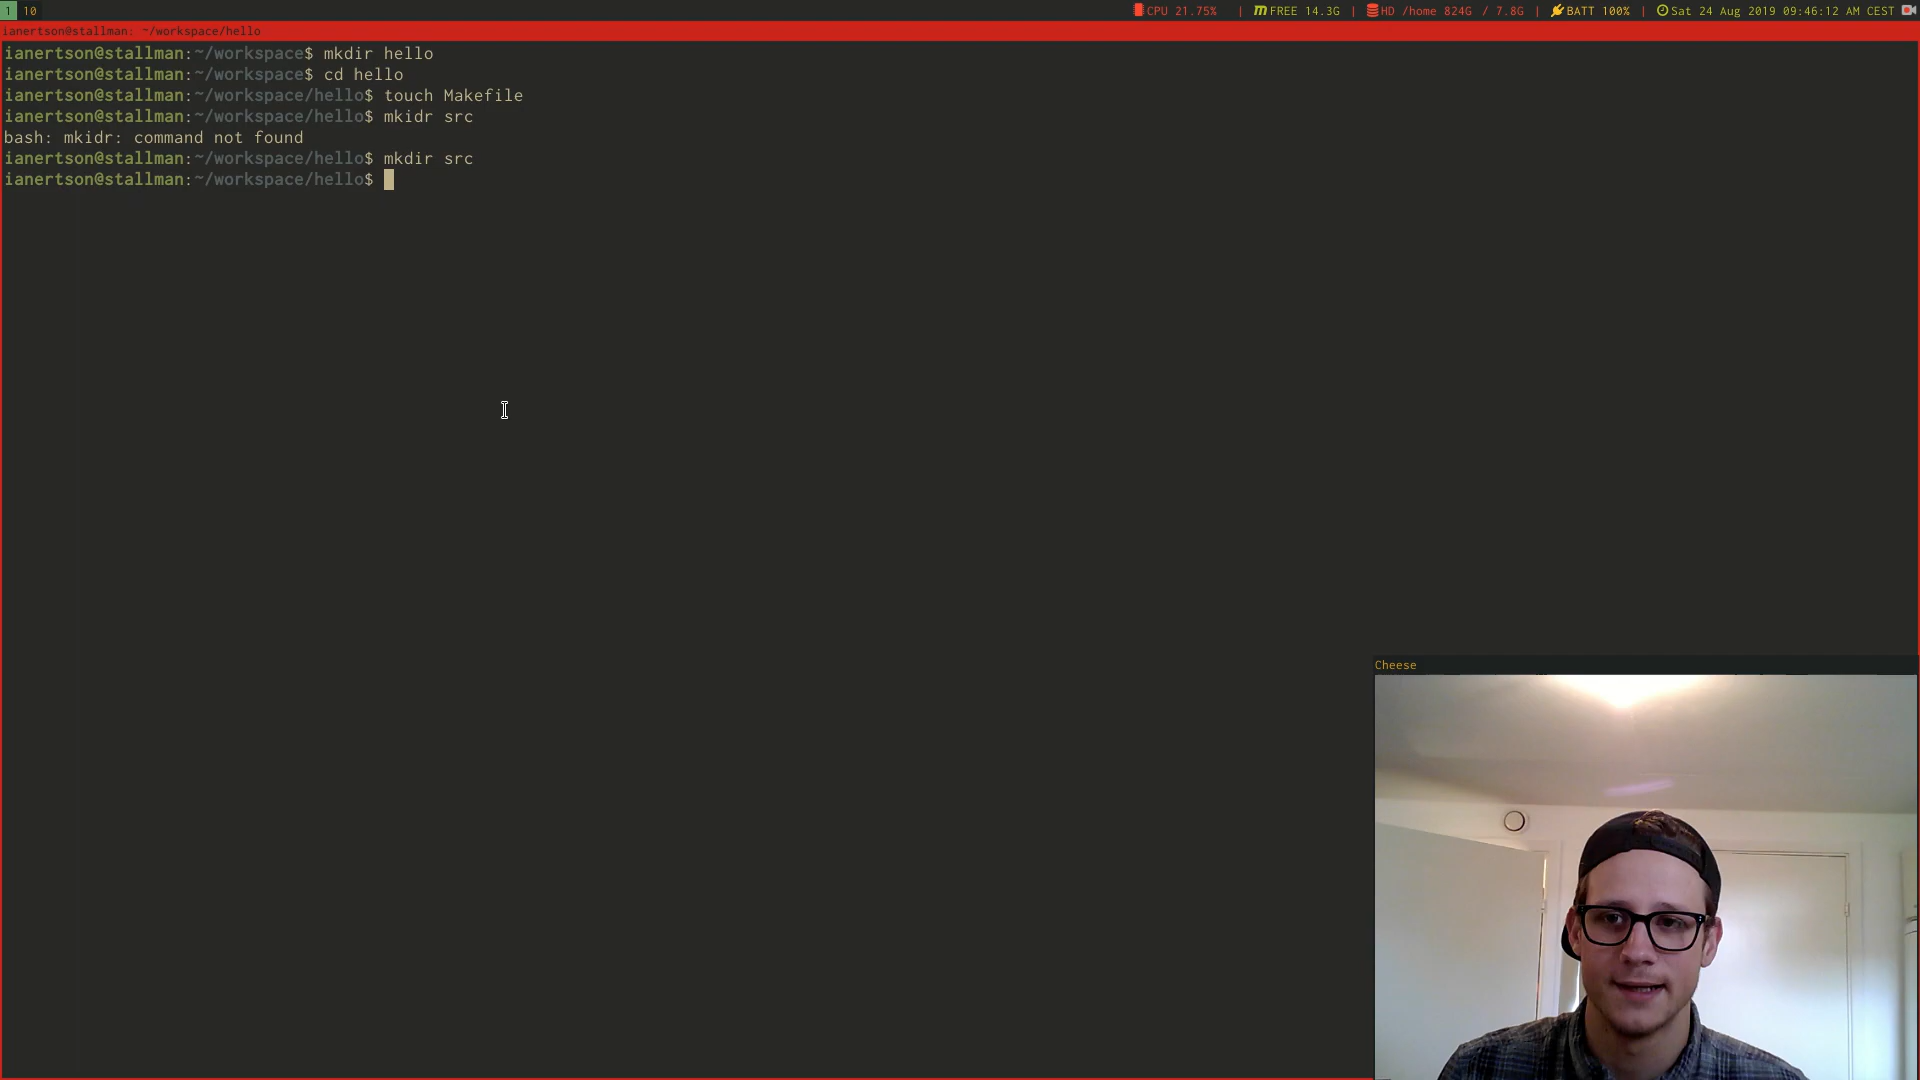 1 10 CPU 21.75% | FREE 14.3G | HD /home 824G / 7.8G | BATT 100% | Sat 24 Aug 2019 09:46:12 AM CEST
ianertson@stallman: ~/workspace/hello
ianertson@stallman:~/workspace$ mkdir hello
ianertson@stallman:~/workspace$ cd hello
ianertson@stallman:~/workspace/hello$ touch Makefile
ianertson@stallman:~/workspace/hello$ mkidr src
bash: mkidr: command not found
ianertson@stallman:~/workspace/hello$ mkdir src
ianertson@stallman:~/workspace/hello$
Cheese